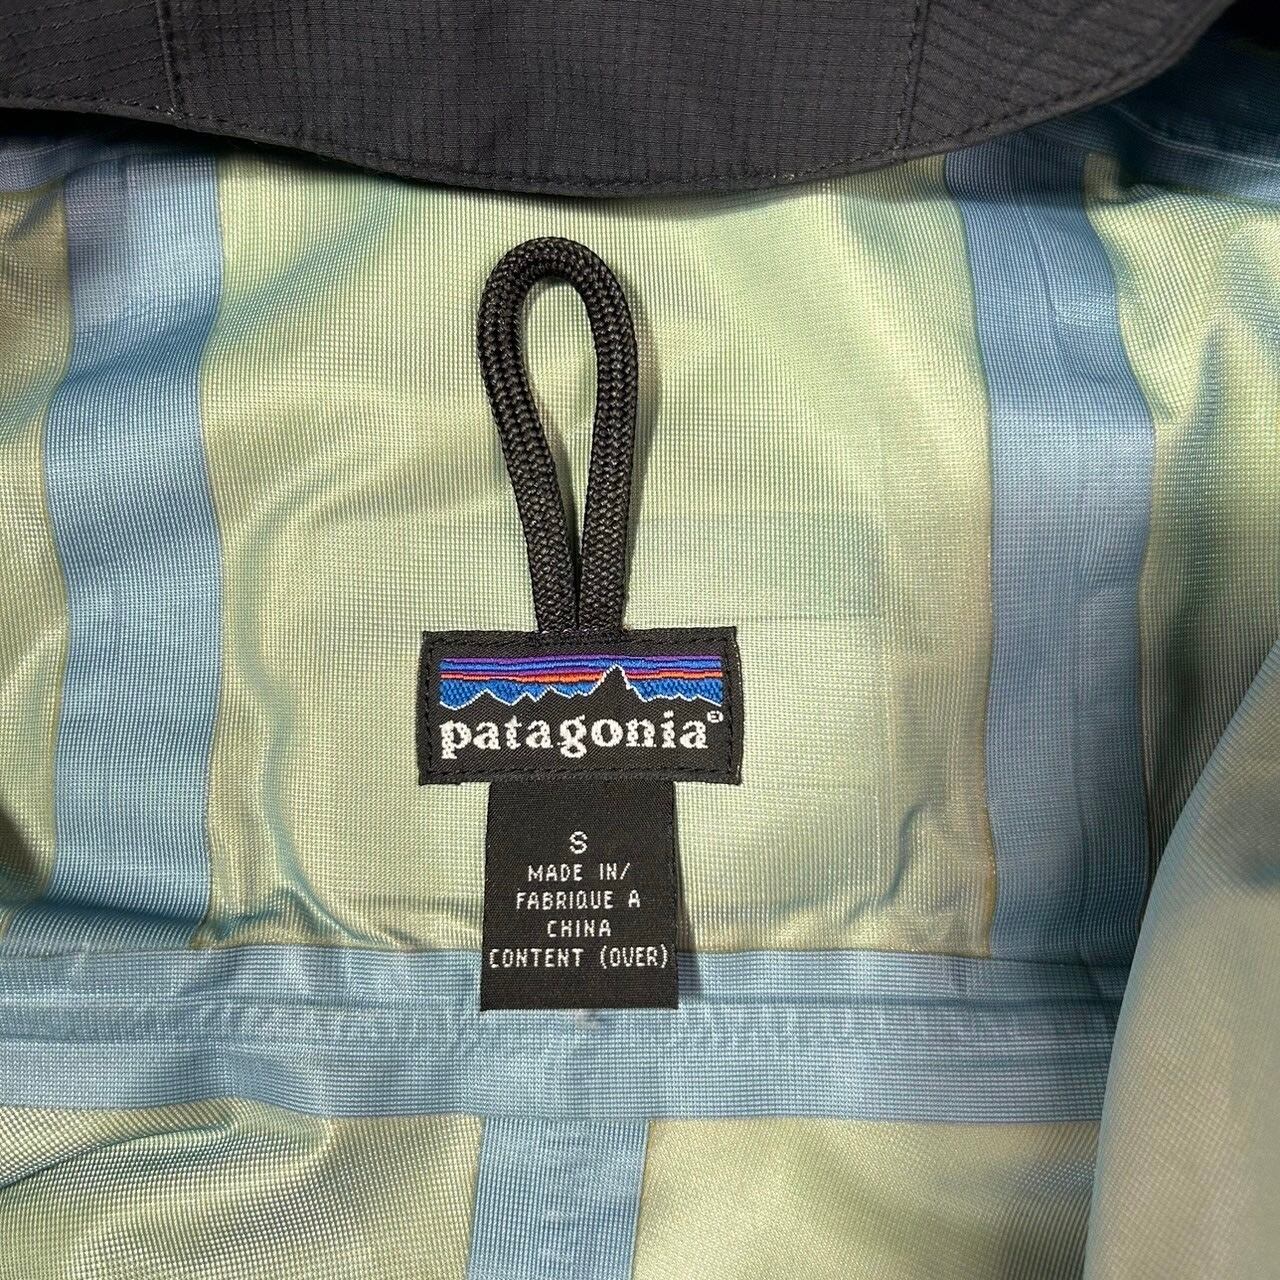 patagonia®
S
MADE IN/
FABRIQUE A
CHINA
CONTENT (OVER)